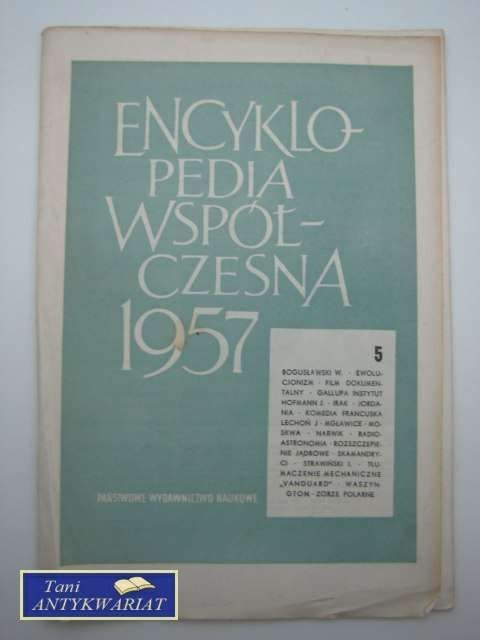 ENCYKLO-
PEDIA
WSPÓŁ-
CZESNA
1957
5
BOGUSŁAWSKI W. · EWOLU-
CJONIZM · FILM DOKUMEN-
TALNY · GALLUPA INSTYTUT
HOFMANN J. · IRAK · JORDA-
NIA · KOMEDIA FRANCUSKA
LECHOŃ J · MGŁAWICE · MO-
SKWA · NARWIK · RADIO-
ASTRONOMIA · ROZSZCZEPIE-
NIE JĄDROWE · SKAMANDRY-
CI · STRAWIŃSKI I. · TŁU-
MACZENIE MECHANICZNE
„VANGUARD" · WASZYN-
GTON · ZORZE POLARNE
PAŃSTWOWE WYDAWNICTWO NAUKOWE
Tani
ANTYKWARIAT